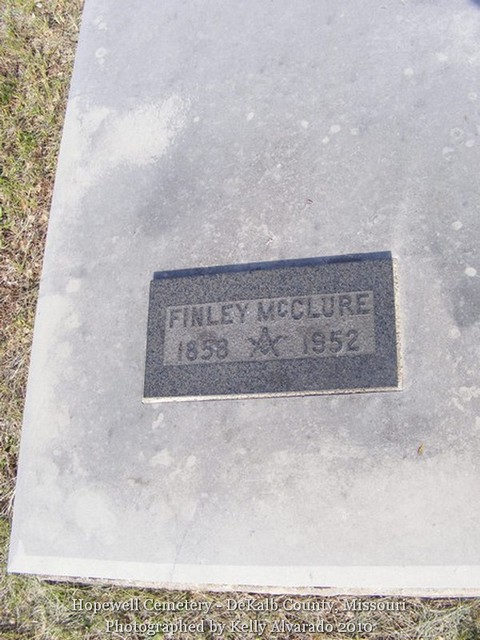 FINLEY McCLURE
1858 1952
Hopewell Cemetery - DeKalb County, Missouri
Photographed by Kelly Alvarado 2010